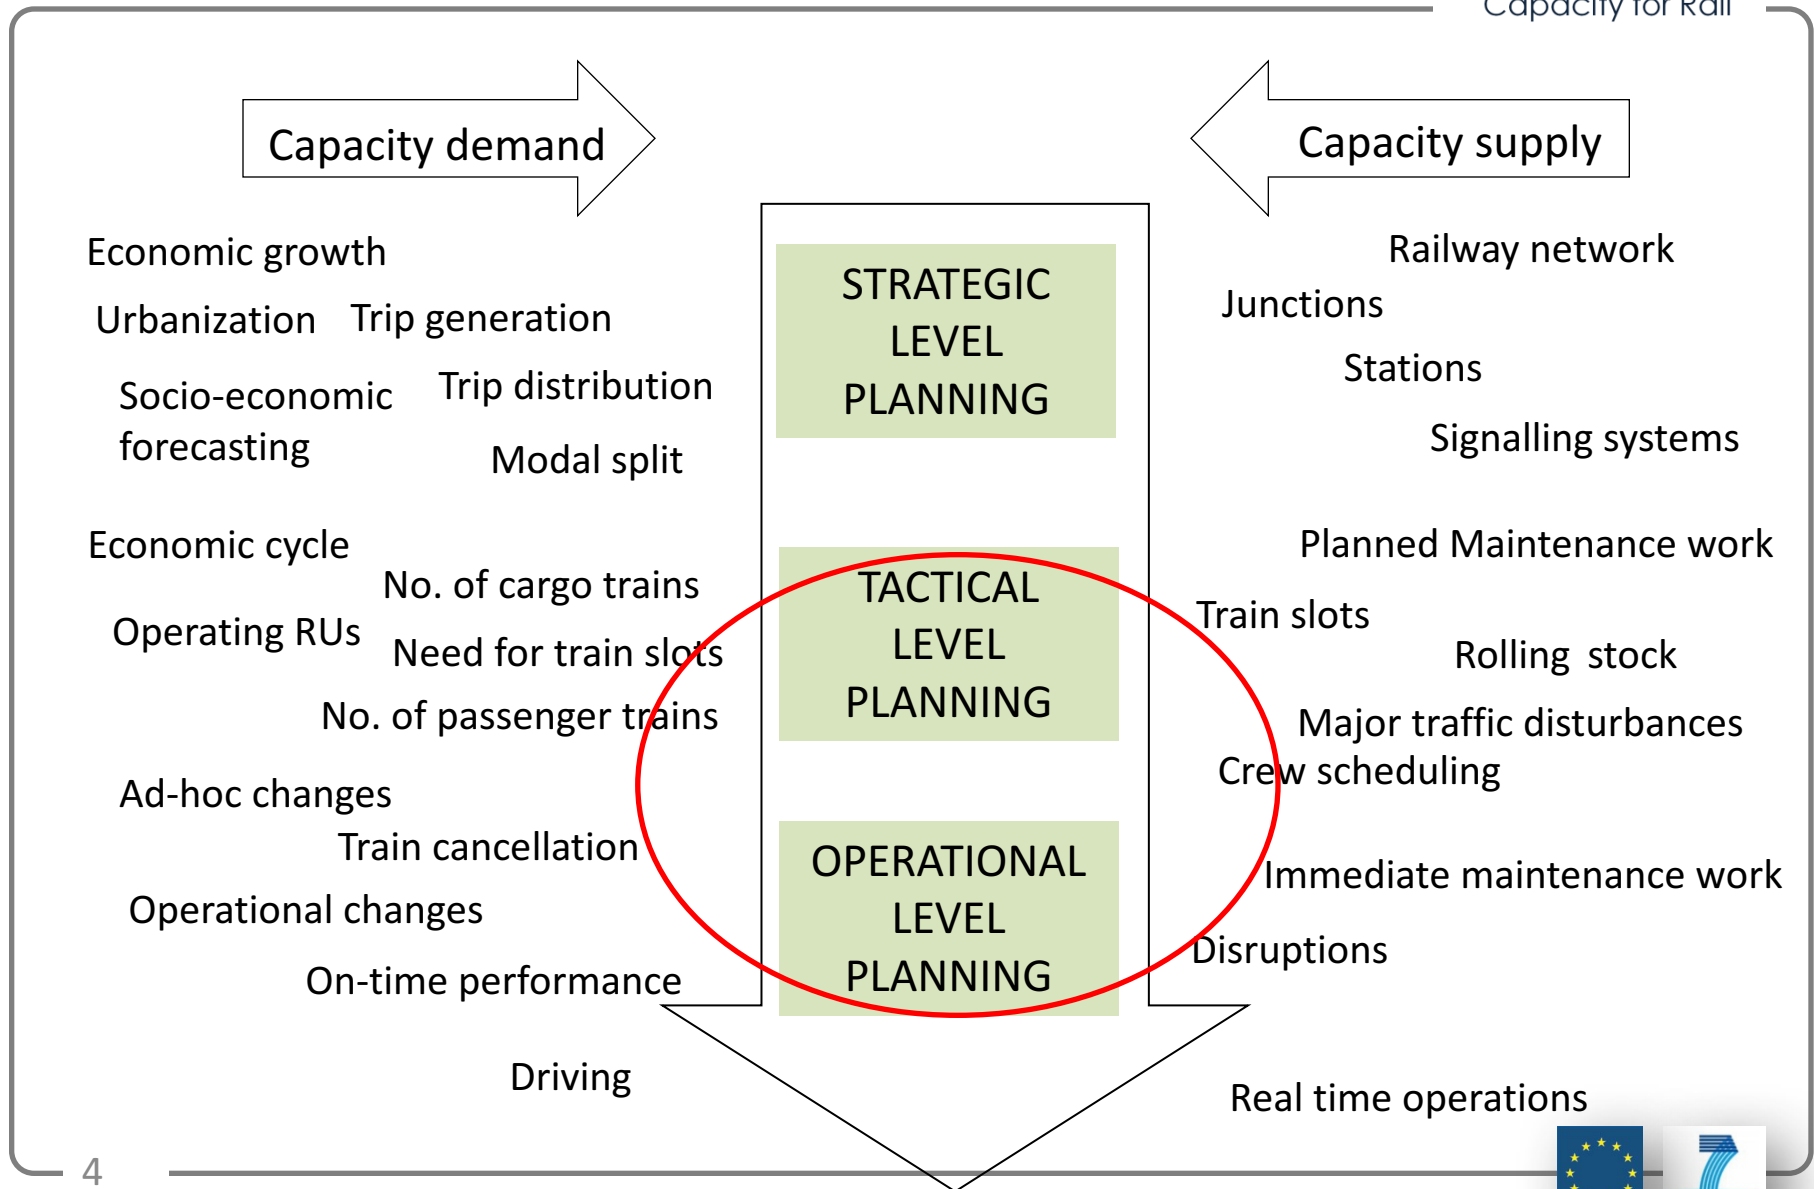 Capacity for Rail
Capacity demand
Capacity supply
Economic growth
Urbanization
Trip generation
Socio-economic
forecasting
Trip distribution
Modal split
STRATEGIC
LEVEL
PLANNING
Railway network
Junctions
Stations
Signalling systems
Economic cycle
No. of cargo trains
Operating RUs
Need for train slots
No. of passenger trains
TACTICAL
LEVEL
PLANNING
Planned Maintenance work
Train slots
Rolling stock
Major traffic disturbances
Crew scheduling
Ad-hoc changes
Train cancellation
Operational changes
On-time performance
Driving
OPERATIONAL
LEVEL
PLANNING
Immediate maintenance work
Disruptions
Real time operations
4
7